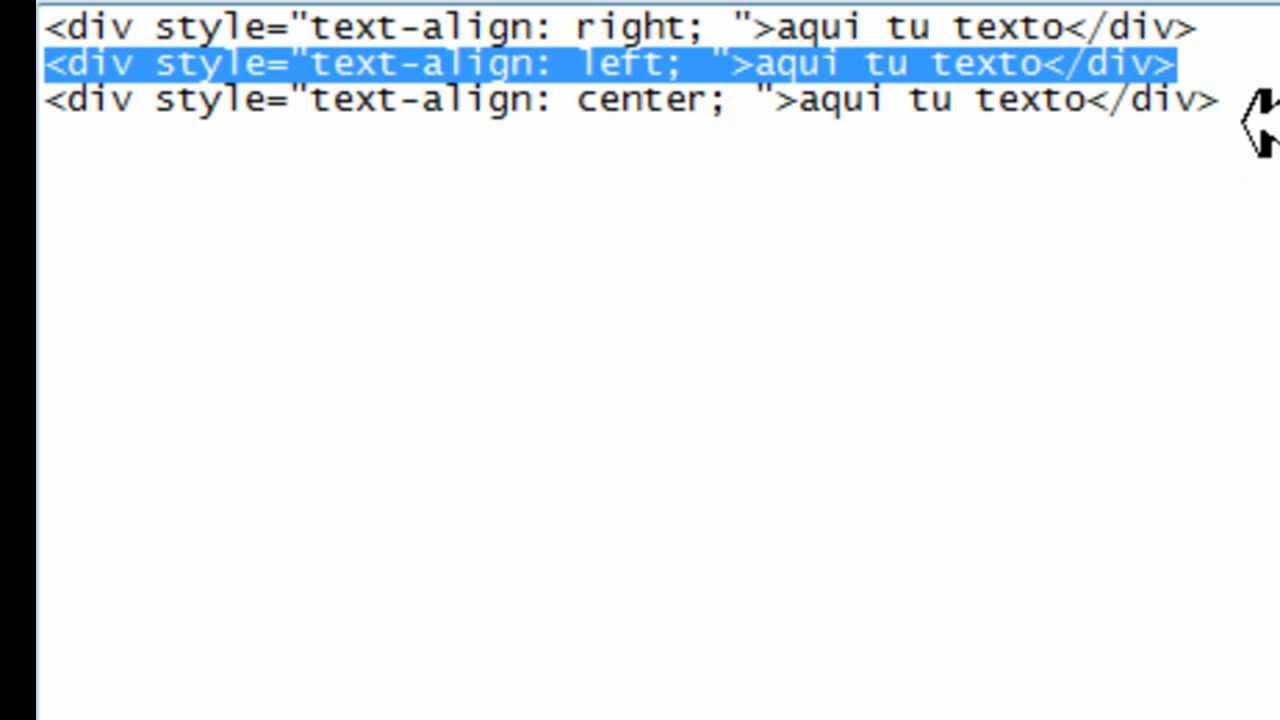 <div style="text-align: right; ">aqui tu texto</div>
<div style="text-align: left; ">aqui tu texto</div>
<div style="text-align: center; ">aqui tu texto</div>